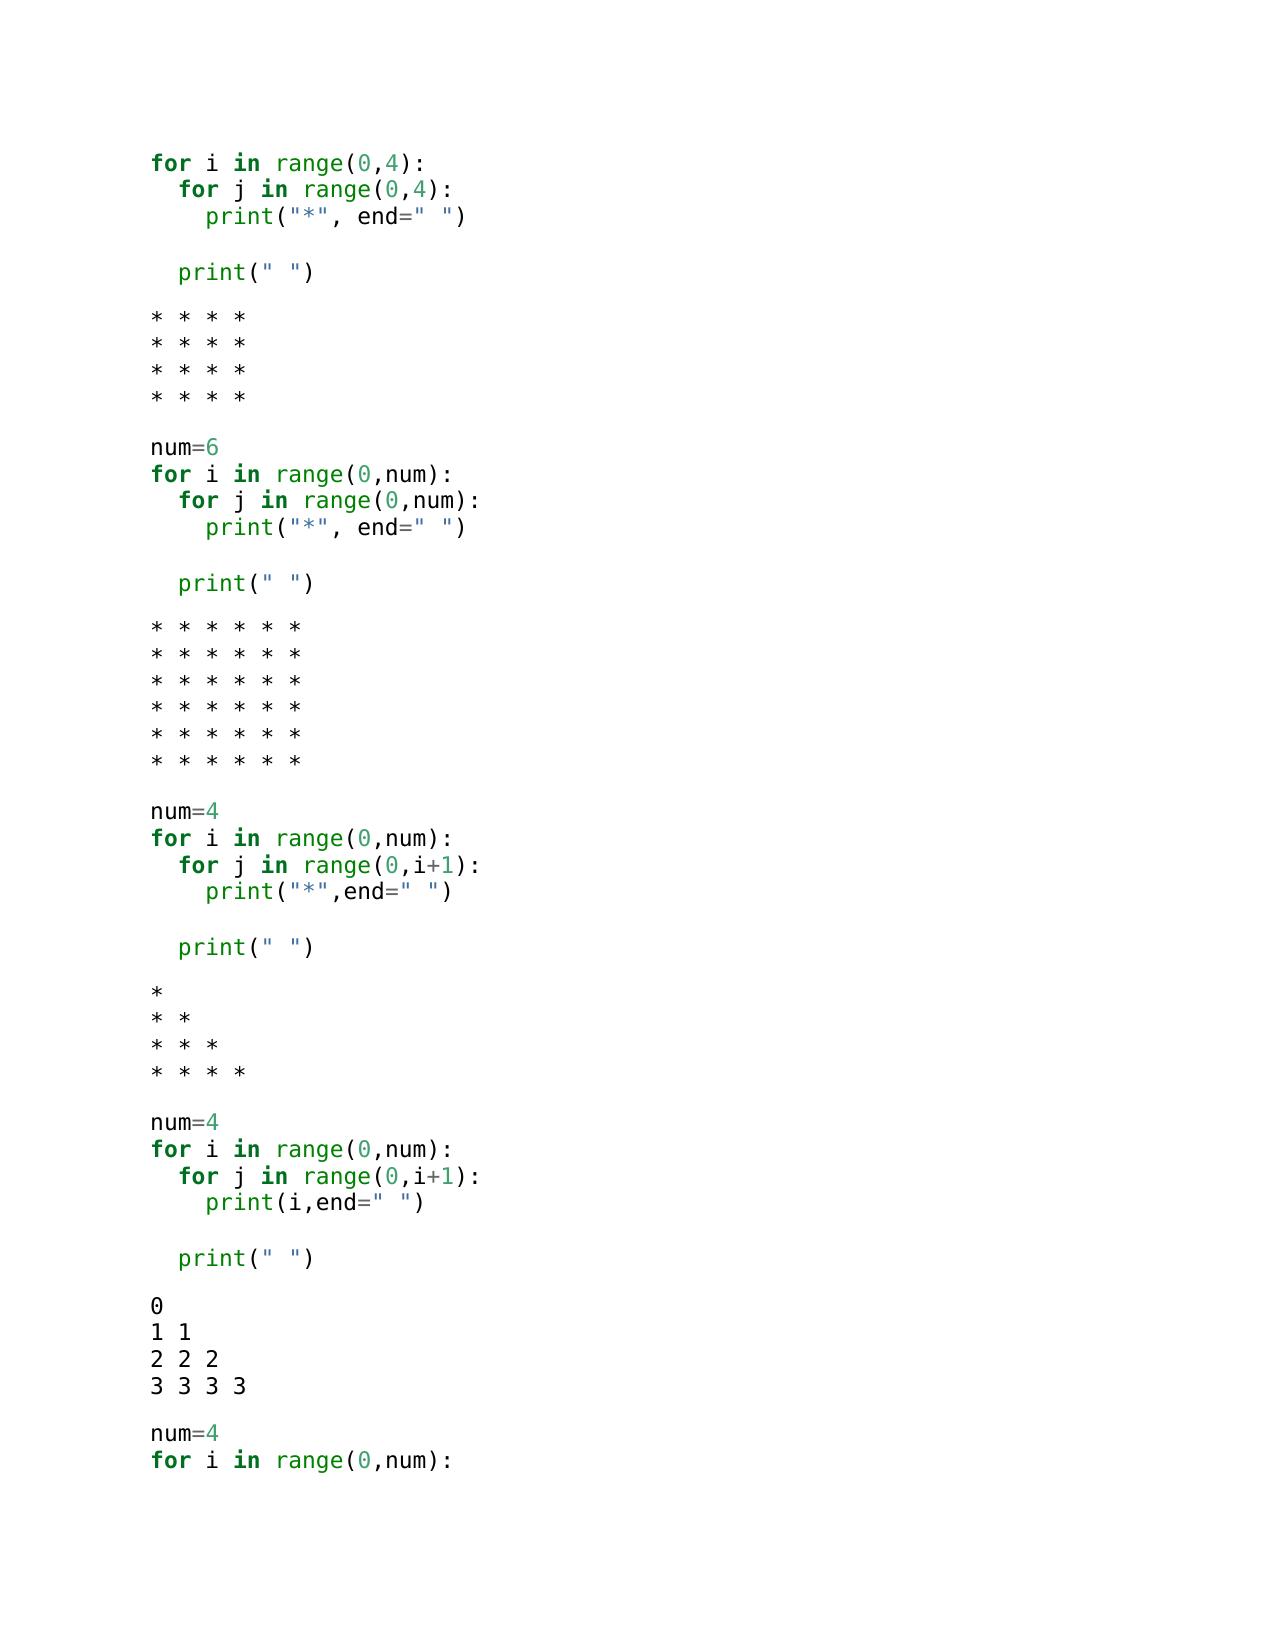 for i in range(0,4):
  for j in range(0,4):
    print("*", end=" ")
  print(" ")
* * * *
* * * *
* * * *
* * * *
num=6
for i in range(0,num):
  for j in range(0,num):
    print("*", end=" ")
  print(" ")
* * * * * *
* * * * * *
* * * * * *
* * * * * *
* * * * * *
* * * * * *
num=4
for i in range(0,num):
  for j in range(0,i+1):
    print("*",end=" ")
  print(" ")
*
* *
* * *
* * * *
num=4
for i in range(0,num):
  for j in range(0,i+1):
    print(i,end=" ")
  print(" ")
0
1 1
2 2 2
3 3 3 3
num=4
for i in range(0,num):